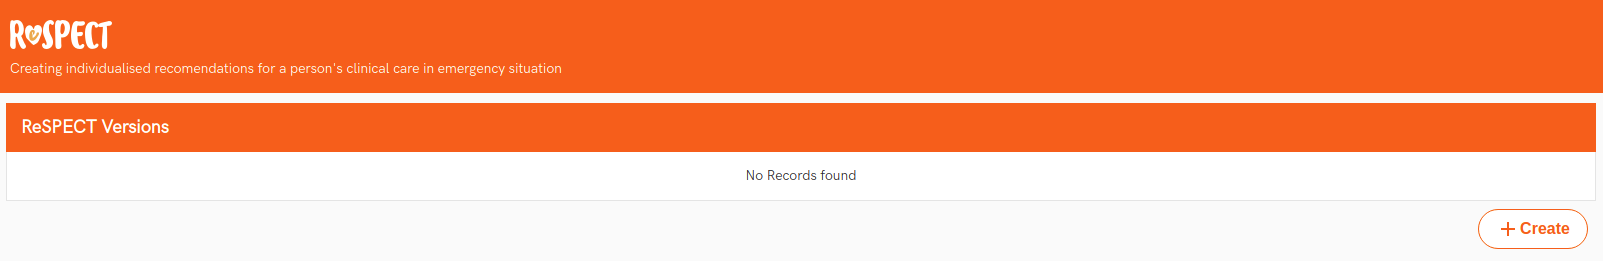 ReSPECT
Creating individualised recomendations for a person's clinical care in emergency situation
ReSPECT Versions
No Records found
+ Create